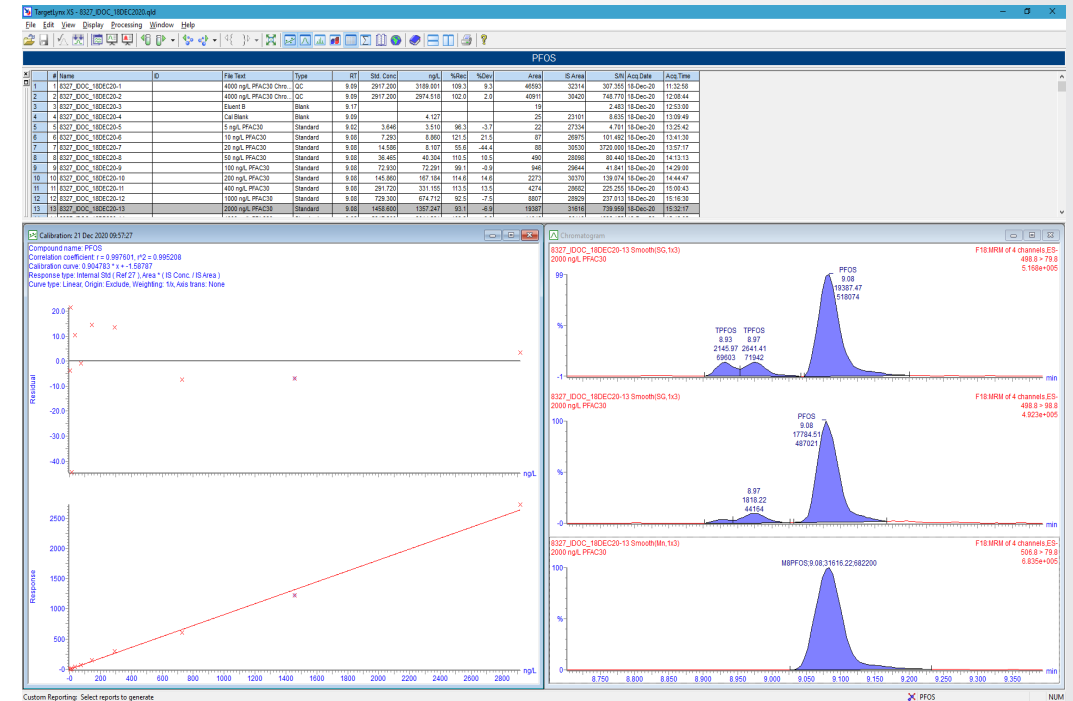 TargetLynx XS - 8327_IDOC_18DEC2020.qld
File Edit View Display Processing Window Help
PFOS
# Name ID File Text Type RT Std. Conc ng/L %Rec %Dev Area IS Area S/N Acq.Date Acq.Time
1 1 8327_IDOC_18DEC20-1 4000 ng/L PFAC30 Chro... QC 9.09 2917.200 3189.001 109.3 9.3 46593 32314 307.355 18-Dec-20 11:32:58
2 2 8327_IDOC_18DEC20-2 4000 ng/L PFAC30 Chro... QC 9.09 2917.200 2974.518 102.0 2.0 40911 30420 748.770 18-Dec-20 12:08:44
3 3 8327_IDOC_18DEC20-3 Eluent B Blank 9.17 19 2.483 18-Dec-20 12:53:00
4 4 8327_IDOC_18DEC20-4 Cal Blank Blank 9.09 4.127 25 23101 8.635 18-Dec-20 13:09:49
5 5 8327_IDOC_18DEC20-5 5 ng/L PFAC30 Standard 9.02 3.646 3.510 96.3 -3.7 22 27334 4.701 18-Dec-20 13:25:42
6 6 8327_IDOC_18DEC20-6 10 ng/L PFAC30 Standard 9.08 7.293 8.860 121.5 21.5 87 26975 101.492 18-Dec-20 13:41:30
7 7 8327_IDOC_18DEC20-7 20 ng/L PFAC30 Standard 9.08 14.586 8.107 55.6 -44.4 88 30530 3720.000 18-Dec-20 13:57:17
8 8 8327_IDOC_18DEC20-8 50 ng/L PFAC30 Standard 9.08 36.465 40.304 110.5 10.5 490 28098 80.440 18-Dec-20 14:13:13
9 9 8327_IDOC_18DEC20-9 100 ng/L PFAC30 Standard 9.08 72.930 72.291 99.1 -0.9 946 29644 41.841 18-Dec-20 14:29:00
10 10 8327_IDOC_18DEC20-10 200 ng/L PFAC30 Standard 9.08 145.860 167.184 114.6 14.6 2273 30370 139.074 18-Dec-20 14:44:47
11 11 8327_IDOC_18DEC20-11 400 ng/L PFAC30 Standard 9.08 291.720 331.155 113.5 13.5 4274 28682 225.255 18-Dec-20 15:00:43
12 12 8327_IDOC_18DEC20-12 1000 ng/L PFAC30 Standard 9.08 729.300 674.712 92.5 -7.5 8807 28929 237.013 18-Dec-20 15:16:30
13 13 8327_IDOC_18DEC20-13 2000 ng/L PFAC30 Standard 9.08 1458.600 1357.247 93.1 -6.9 19387 31616 739.959 18-Dec-20 15:32:17
Calibration: 21 Dec 2020 09:57:27
Compound name: PFOS
Correlation coefficient: r = 0.997601, r^2 = 0.995208
Calibration curve: 0.904783 * x + -1.58787
Response type: Internal Std ( Ref 27 ), Area * ( IS Conc. / IS Area )
Curve type: Linear, Origin: Exclude, Weighting: 1/x, Axis trans: None
20.0
10.0
0.0
-10.0
-20.0
-30.0
-40.0
Residual
ng/L
2500
2000
1500
1000
500
-0
Response
-0 200 400 600 800 1000 1200 1400 1600 1800 2000 2200 2400 2600 2800
ng/L
Chromatogram
8327_IDOC_18DEC20-13 Smooth(SG,1x3)
2000 ng/L PFAC30
F18:MRM of 4 channels,ES-
498.8 > 79.8
5.168e+005
99
%
-1
TPFOS
8.93
2145.97
69603
TPFOS
8.97
2641.41
71942
PFOS
9.08
19387.47
518074
min
8327_IDOC_18DEC20-13 Smooth(SG,1x3)
2000 ng/L PFAC30
F18:MRM of 4 channels,ES-
498.8 > 98.8
4.923e+005
100
%
-0
8.97
1818.22
44164
PFOS
9.08
17784.51
487021
min
8327_IDOC_18DEC20-13 Smooth(Mn,1x3)
2000 ng/L PFAC30
F18:MRM of 4 channels,ES-
506.8 > 79.8
6.835e+005
100
%
0
M8PFOS;9.08;31616.22;682200
min
8.750 8.800 8.850 8.900 8.950 9.000 9.050 9.100 9.150 9.200 9.250 9.300 9.350
Custom Reporting: Select reports to generate
PFOS
NUM